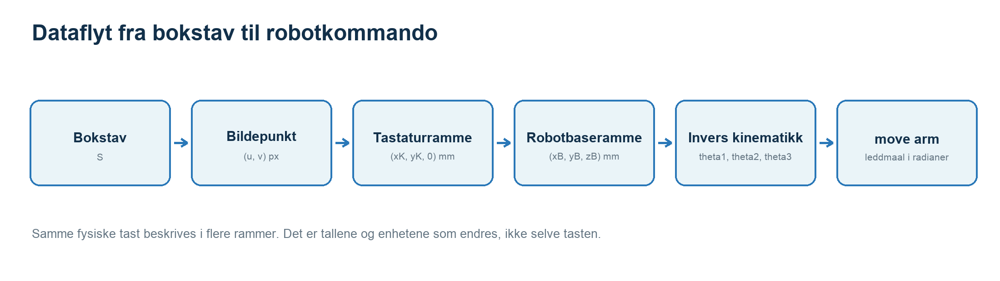 Dataflyt fra bokstav til robotkommando
Bokstav
S
Bildepunkt
(u, v) px
Tastaturramme
(xK, yK, 0) mm
Robotbaseramme
(xB, yB, zB) mm
Invers kinematikk
theta1, theta2, theta3
move arm
leddmaal i radianer
Samme fysiske tast beskrives i flere rammer. Det er tallene og enhetene som endres, ikke selve tasten.